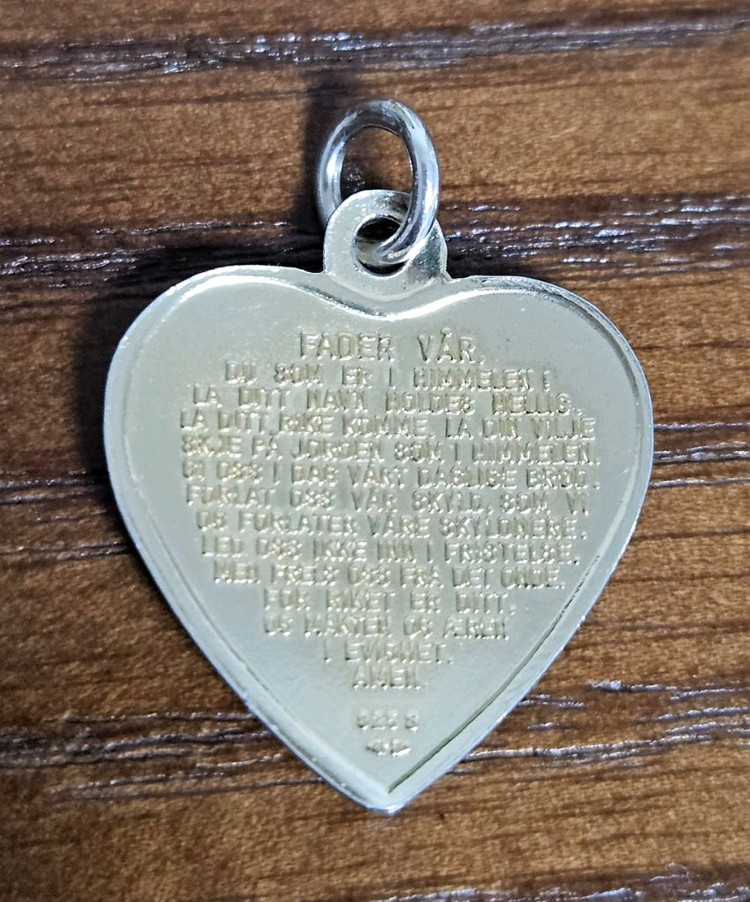 FADER VÅR,
DU SOM ER I HIMMELEN!
LA DITT NAVN HOLDES HELLIG.
LA DITT RIKE KOMME. LA DIN VILJE
SKJE PÅ JORDEN SOM I HIMMELEN.
GI OSS I DAG VÅRT DAGLIGE BRØD.
FORLAT OSS VÅR SKYLD, SOM VI
OG FORLATER VÅRE SKYLDNERE.
LED OSS IKKE INN I FRISTELSE,
MEN FRELS OSS FRA DET ONDE.
FOR RIKET ER DITT,
OG MAKTEN OG ÆREN
I EVIGHET.
AMEN.
925 S